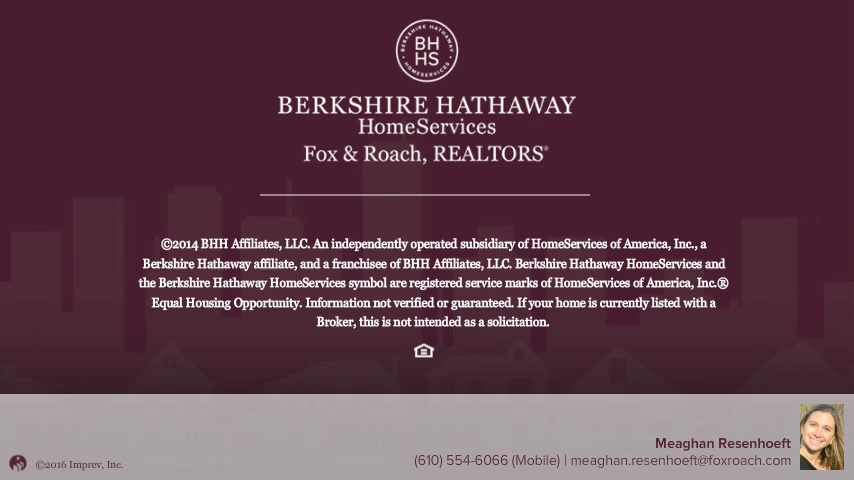 BERKSHIRE HATHAWAY
HOMESERVICES
BH
HS
BERKSHIRE HATHAWAY
HomeServices
Fox & Roach, REALTORS®
©2014 BHH Affiliates, LLC. An independently operated subsidiary of HomeServices of America, Inc., a
Berkshire Hathaway affiliate, and a franchisee of BHH Affiliates, LLC. Berkshire Hathaway HomeServices and
the Berkshire Hathaway HomeServices symbol are registered service marks of HomeServices of America, Inc.®
Equal Housing Opportunity. Information not verified or guaranteed. If your home is currently listed with a
Broker, this is not intended as a solicitation.
Meaghan Resenhoeft
(610) 554-6066 (Mobile) | meaghan.resenhoeft@foxroach.com
©2016 Imprev, Inc.